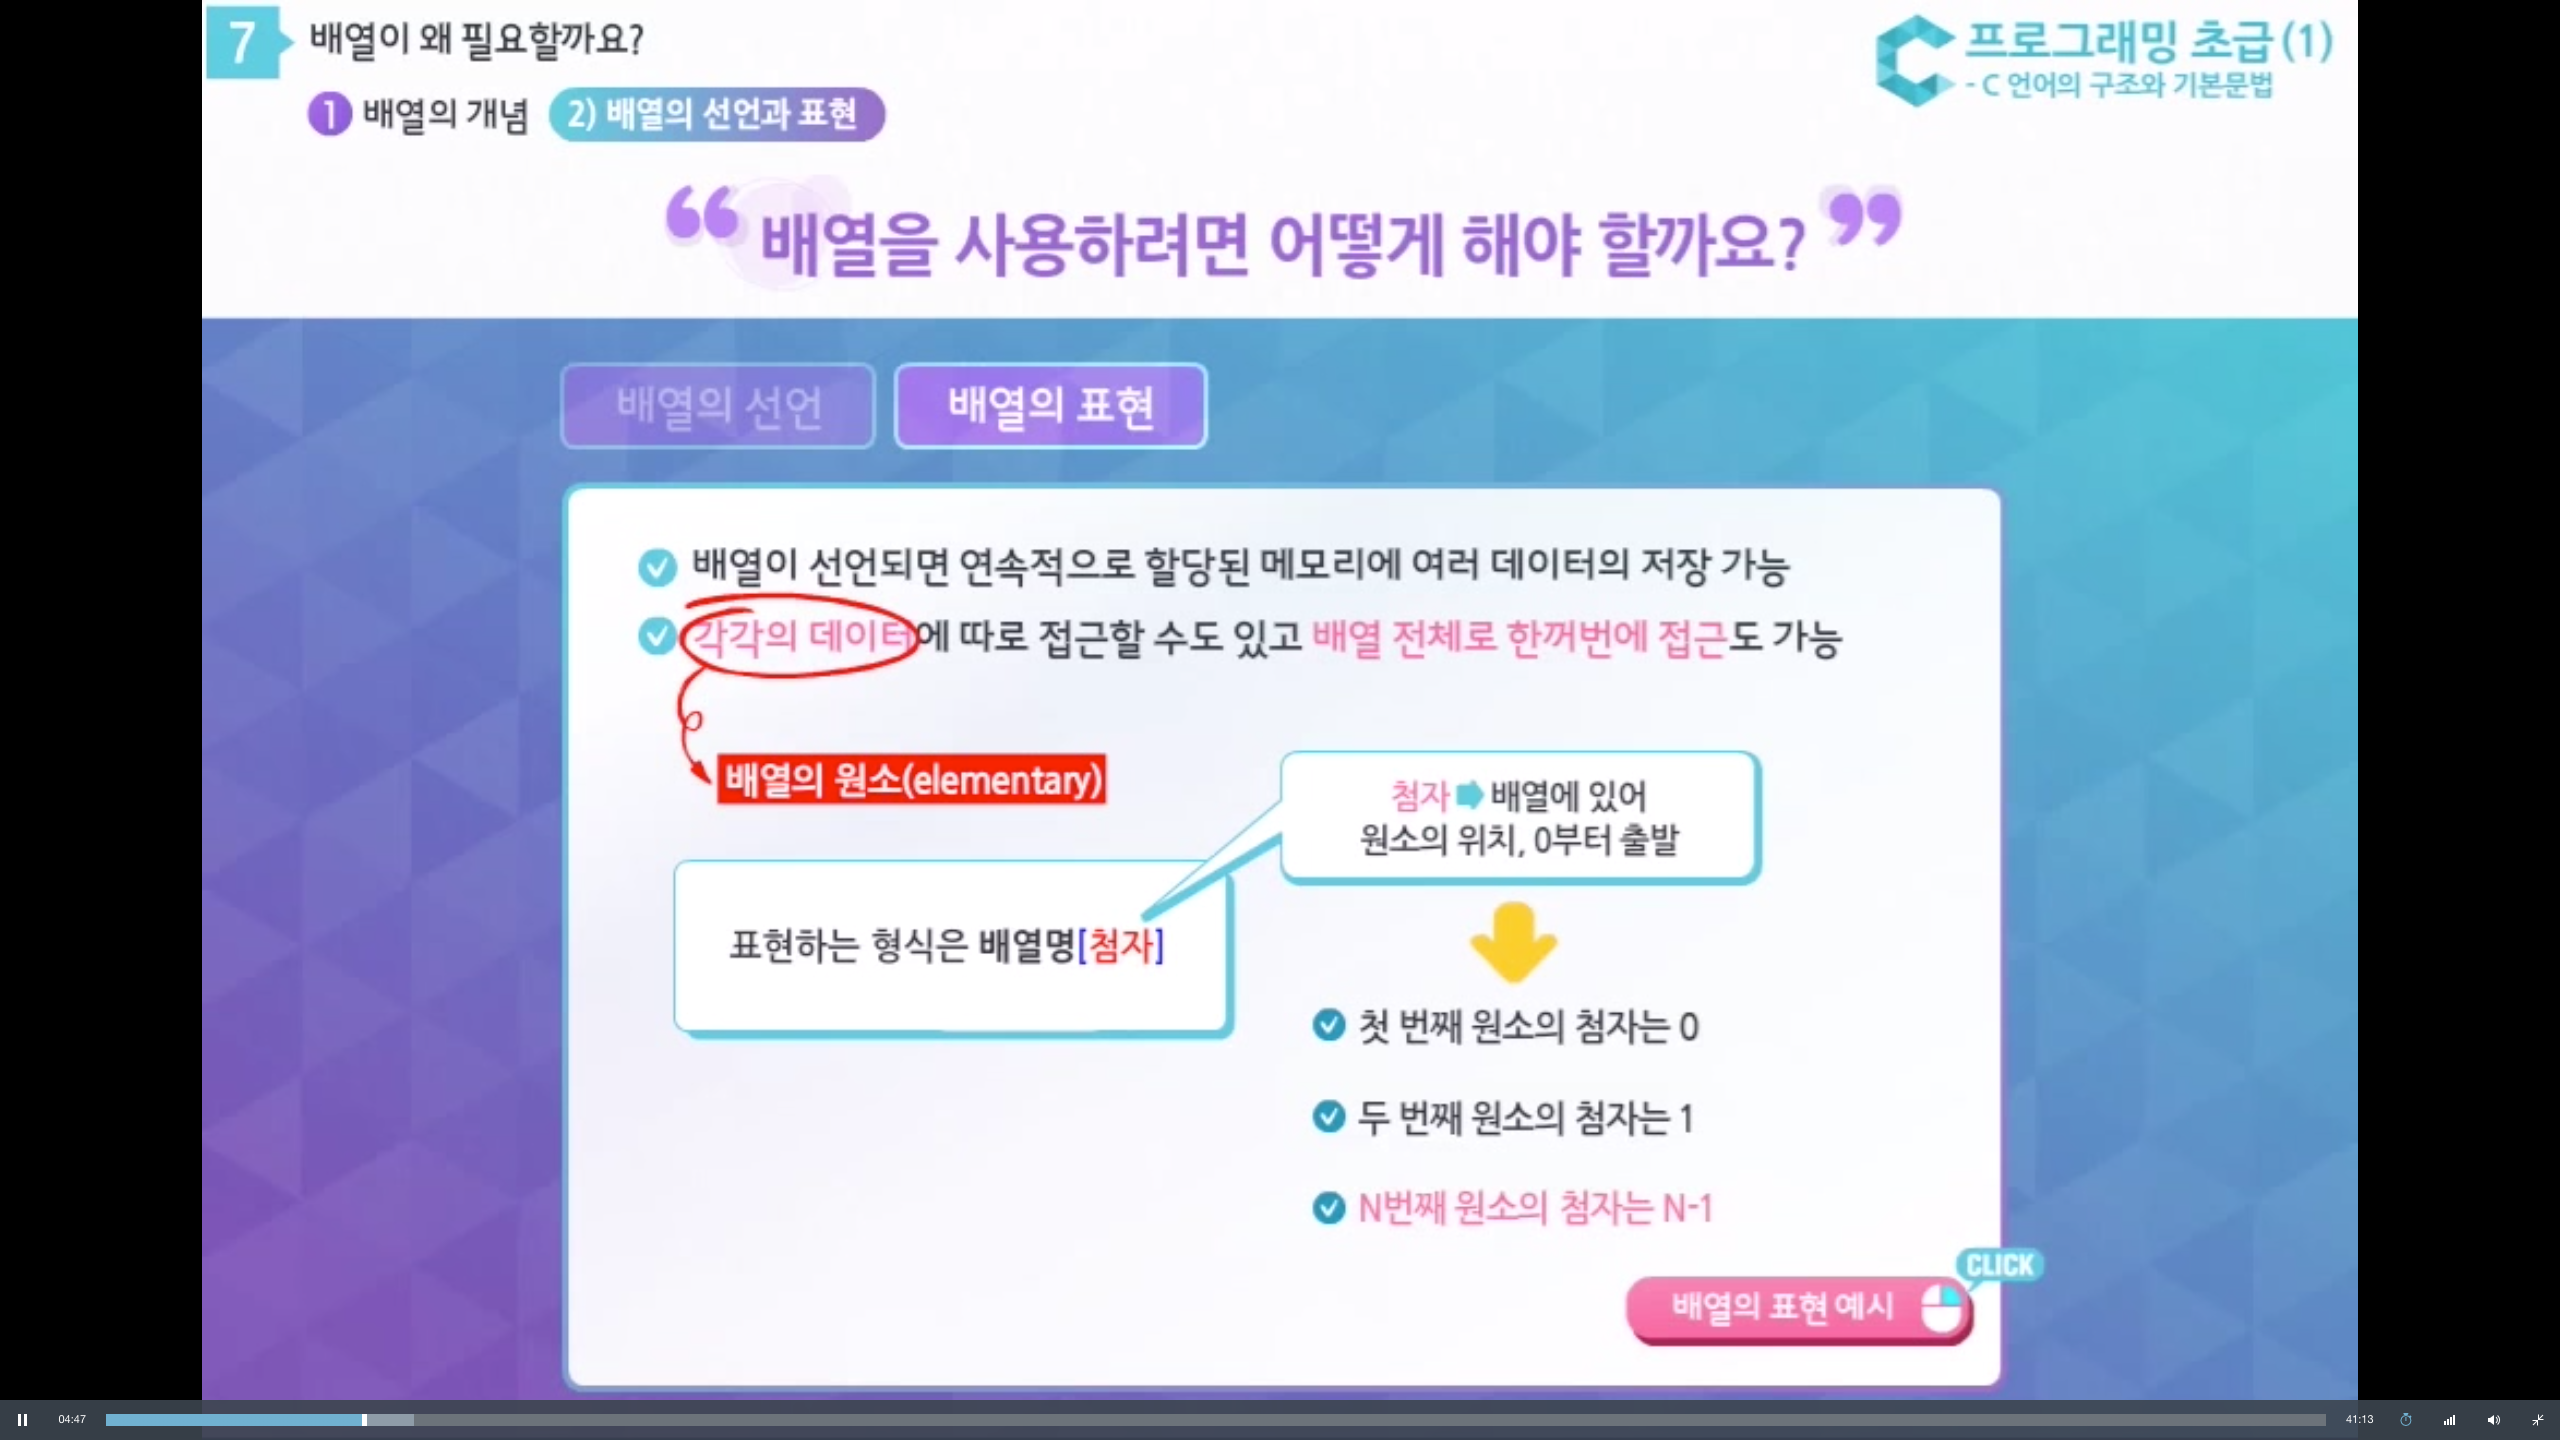 7
배열이 왜 필요할까요?
프로그래밍 초급(1)
- C 언어의 구조와 기본문법
1 배열의 개념 2) 배열의 선언과 표현
“배열을 사용하려면 어떻게 해야 할까요?”
배열의 선언 배열의 표현
배열이 선언되면 연속적으로 할당된 메모리에 여러 데이터의 저장 가능
각각의 데이터에 따로 접근할 수도 있고 배열 전체로 한꺼번에 접근도 가능
배열의 원소(elementary)
첨자 배열에 있어
원소의 위치, 0부터 출발
표현하는 형식은 배열명[첨자]
첫 번째 원소의 첨자는 0
두 번째 원소의 첨자는 1
N번째 원소의 첨자는 N-1
CLICK
배열의 표현 예시
04:47
41:13